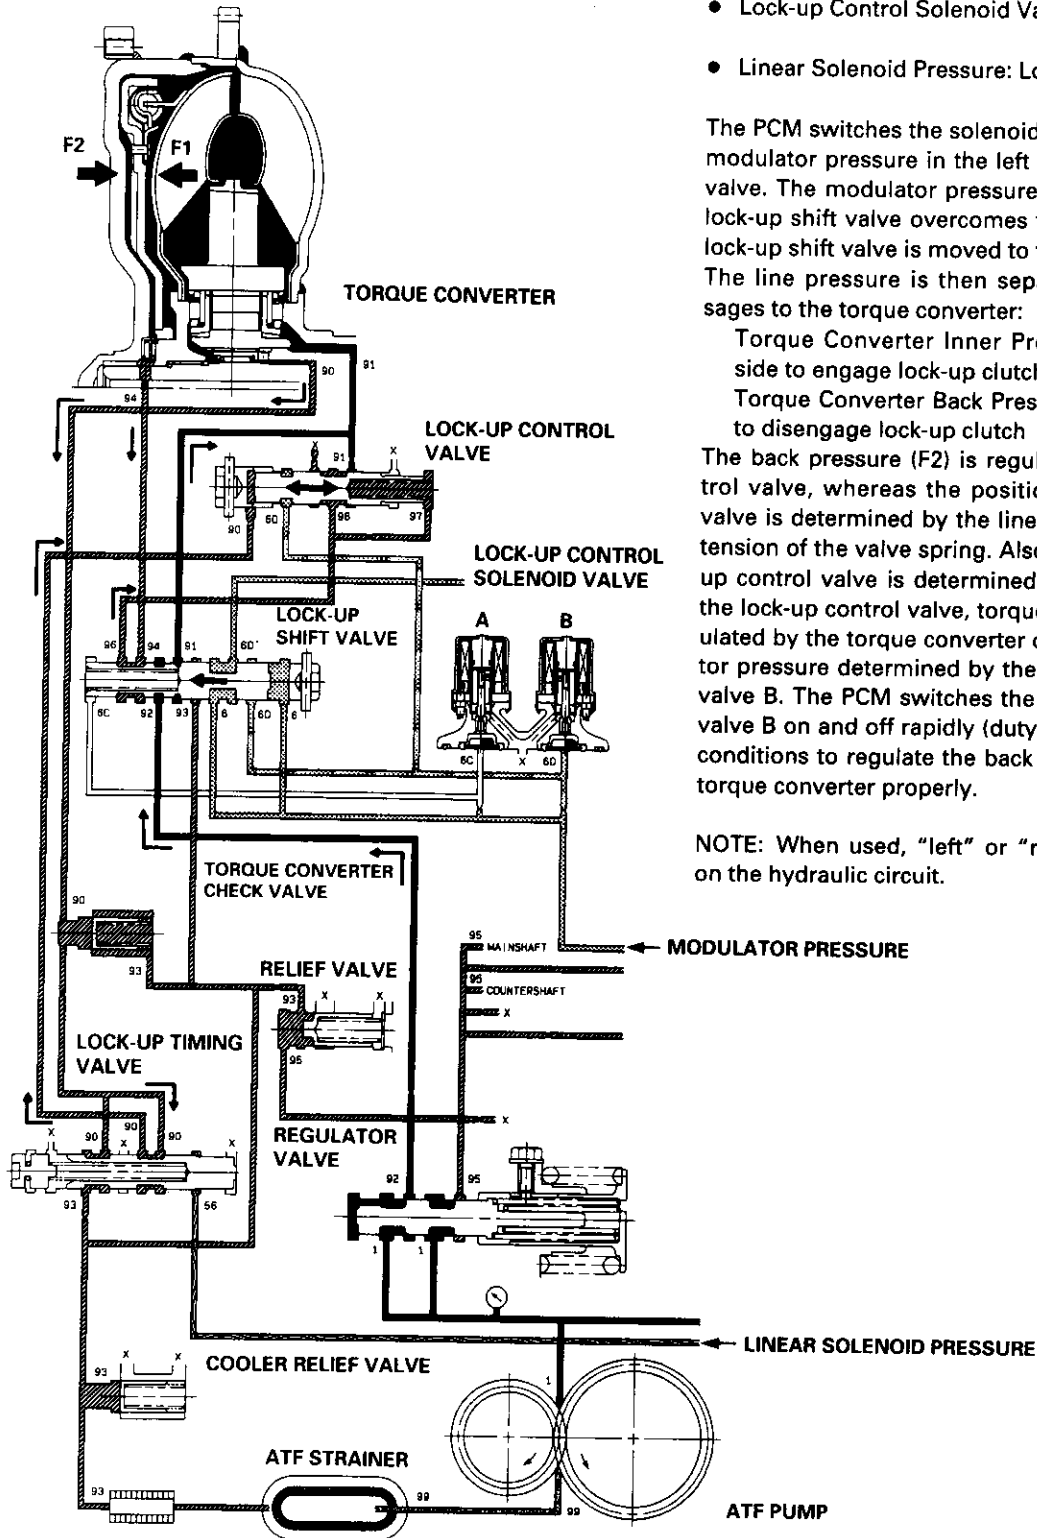 ● Lock-up Control Solenoid Va
● Linear Solenoid Pressure: Lo
The PCM switches the solenoid
modulator pressure in the left
valve. The modulator pressure
lock-up shift valve overcomes
lock-up shift valve is moved to
The line pressure is then sep
sages to the torque converter:
Torque Converter Inner Pre
side to engage lock-up clutch
Torque Converter Back Pres
to disengage lock-up clutch
The back pressure (F2) is regul
trol valve, whereas the positio
valve is determined by the line
tension of the valve spring. Also
up control valve is determined
the lock-up control valve, torque
ulated by the torque converter
tor pressure determined by the
valve B. The PCM switches the
valve B on and off rapidly (duty
conditions to regulate the back
torque converter properly.
NOTE: When used, "left" or "r
on the hydraulic circuit.
F2
F1
TORQUE CONVERTER
90
91
94
LOCK-UP CONTROL
VALVE
X
91
X
90
6D
96
97
LOCK-UP CONTROL
SOLENOID VALVE
A
B
LOCK-UP
SHIFT VALVE
96
94
91
6D'
6C
92
93
6
6D
6
6C
X
6D
TORQUE CONVERTER
CHECK VALVE
90
93
95
MAINSHAFT
95
COUNTERSHAFT
X
MODULATOR PRESSURE
RELIEF VALVE
93
X
X
95
X
LOCK-UP TIMING
VALVE
X
90
X
90
90
X
93
56
REGULATOR
VALVE
92
95
1
1
LINEAR SOLENOID PRESSURE
COOLER RELIEF VALVE
93
X
X
1
ATF STRAINER
93
99
99
ATF PUMP